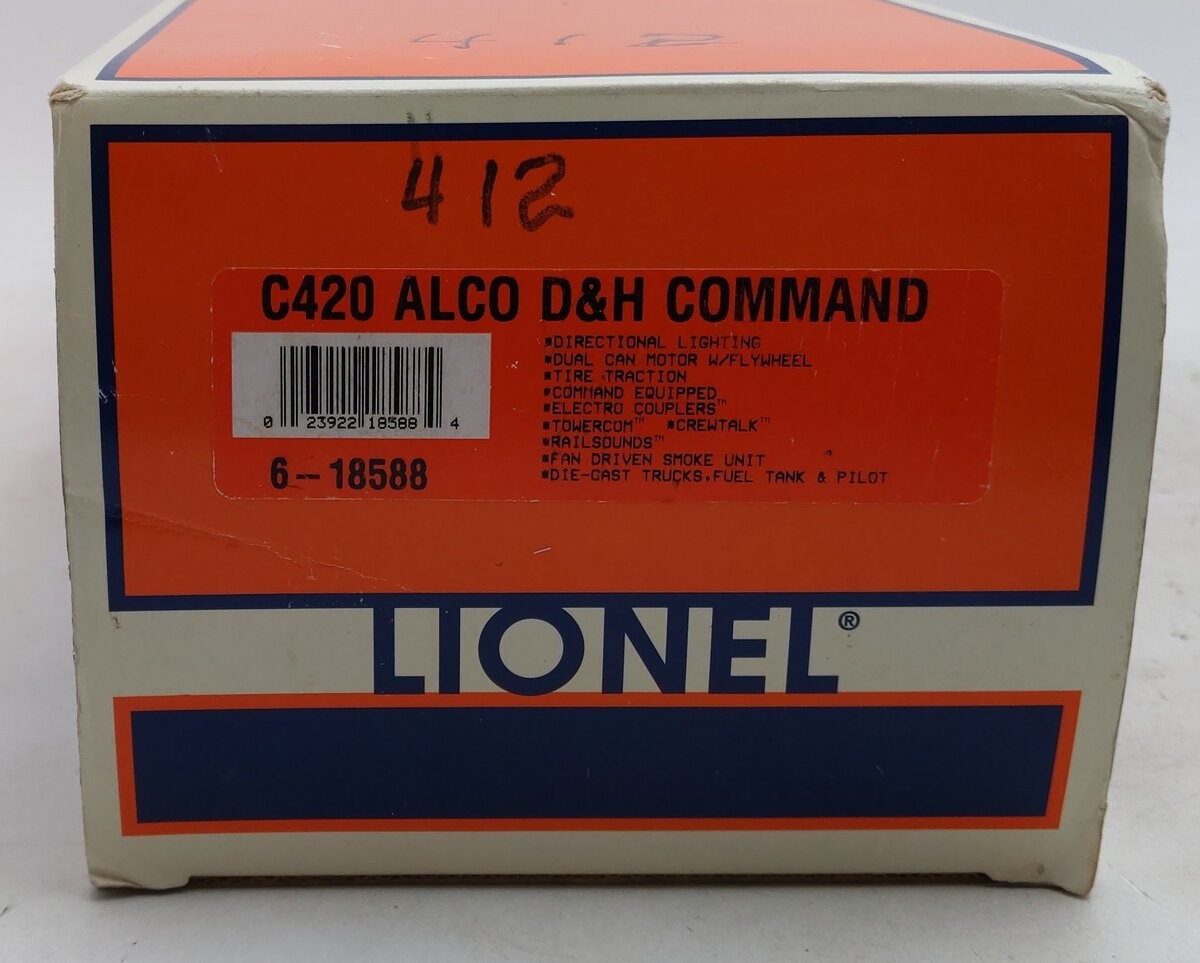 412
412
C420 ALCO D&H COMMAND
*DIRECTIONAL LIGHTING
*DUAL CAN MOTOR W/FLYWHEEL
*TIRE TRACTION
*COMMAND EQUIPPED
*ELECTRO COUPLERS™
*TOWERCOM™ *CREWTALK™
*RAILSOUNDS™
*FAN DRIVEN SMOKE UNIT
*DIE-CAST TRUCKS,FUEL TANK & PILOT
0 23922 18588 4
6-18588
LIONEL®